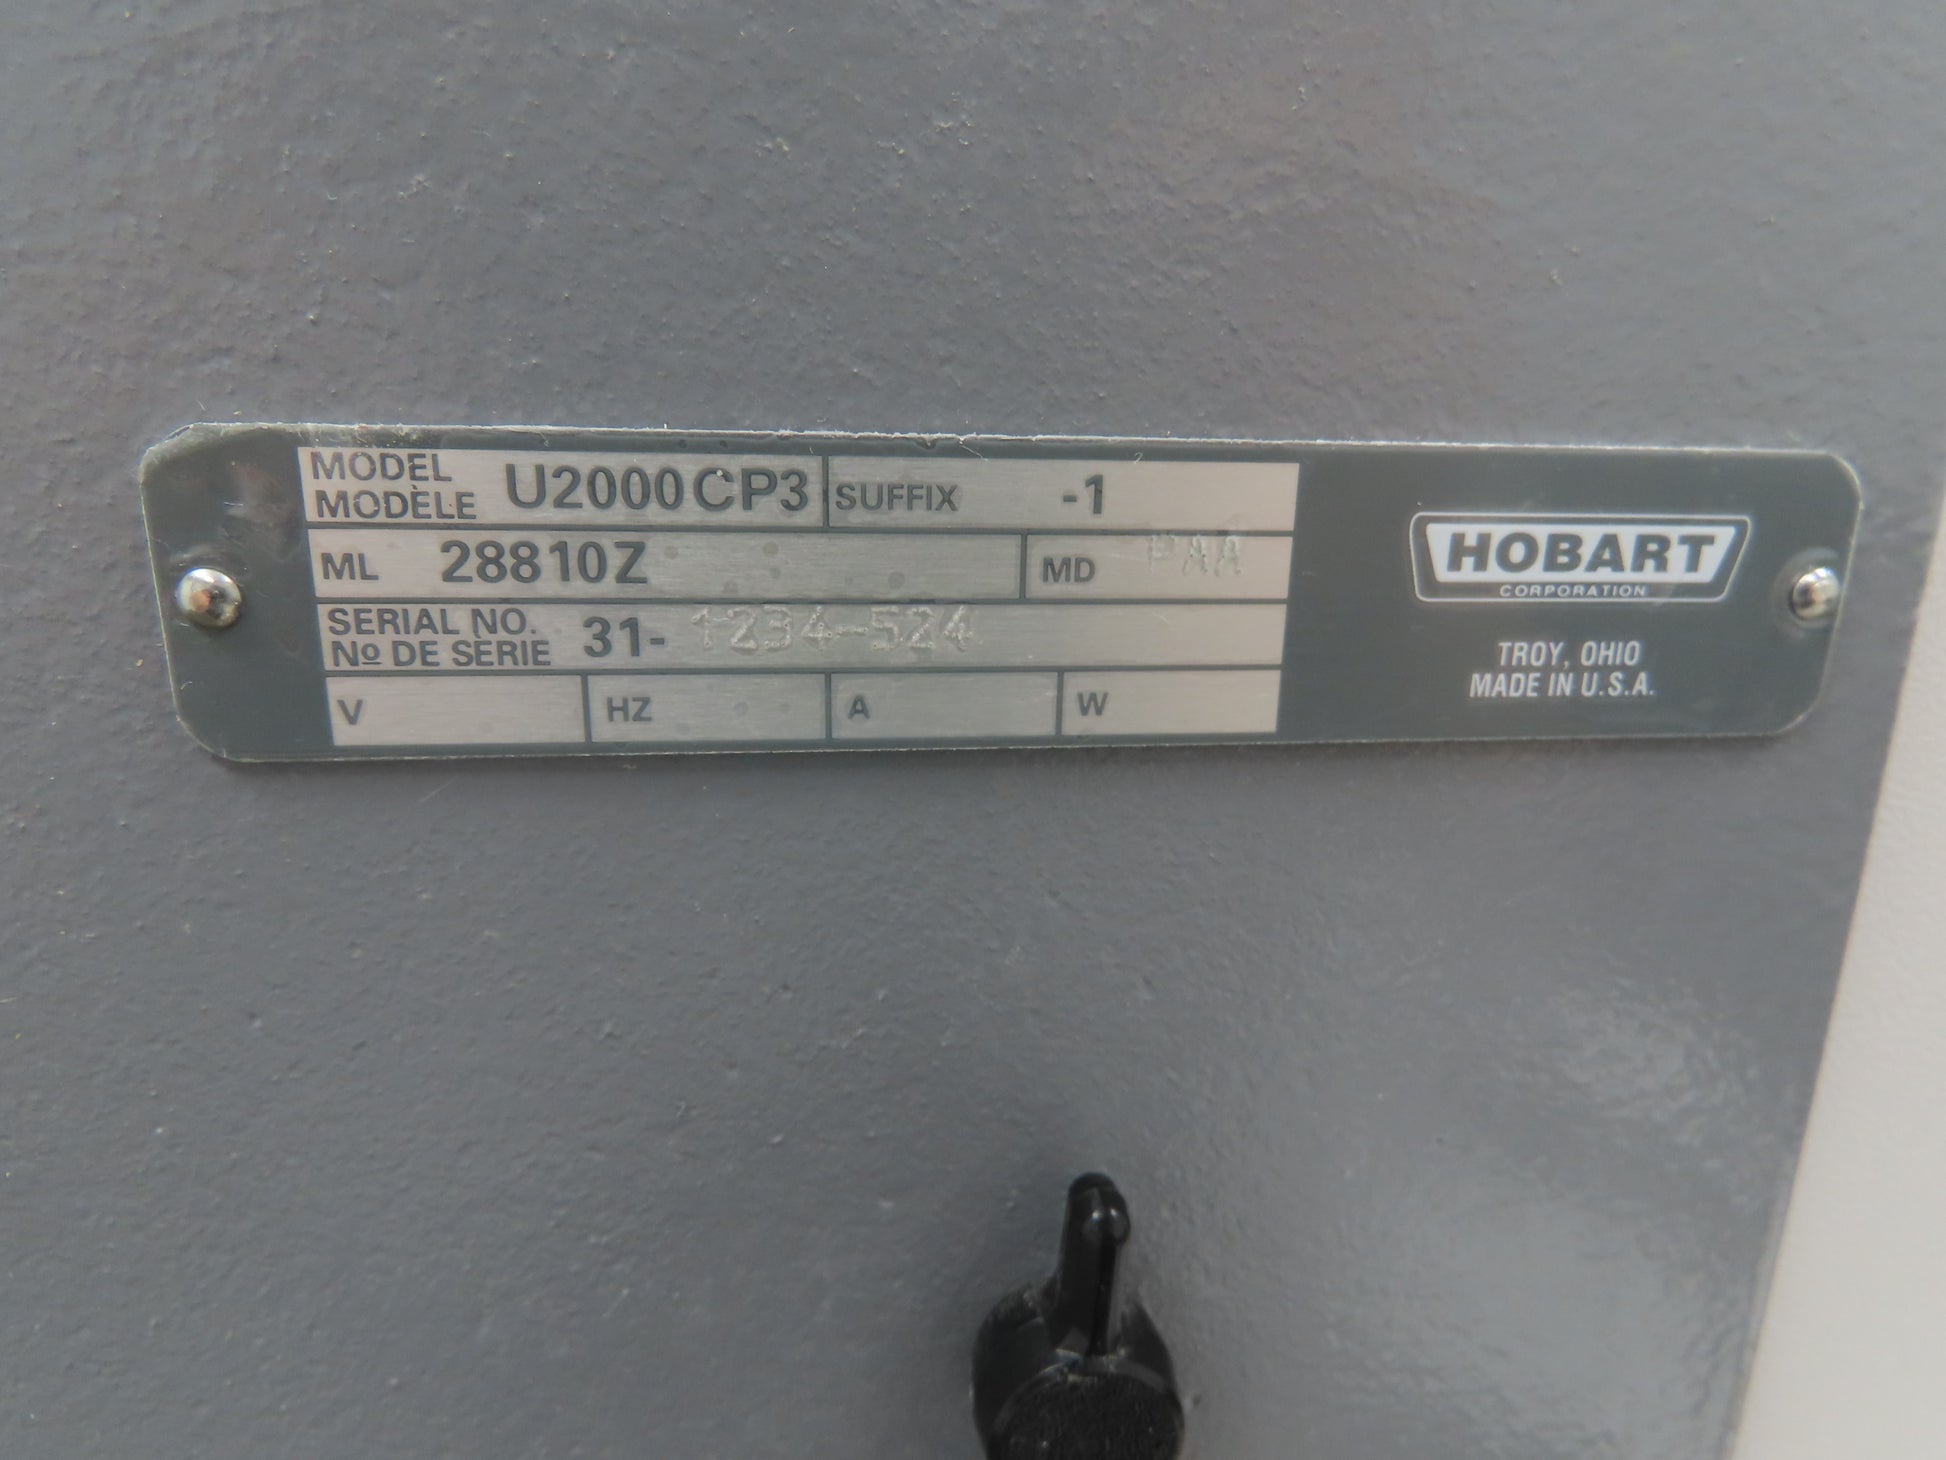 MODEL
MODÈLE U2000CP3 SUFFIX -1
ML 28810Z MD PAA
SERIAL NO.
Nº DE SÉRIE 31-1234-524
V HZ A W
HOBART
CORPORATION
TROY, OHIO
MADE IN U.S.A.